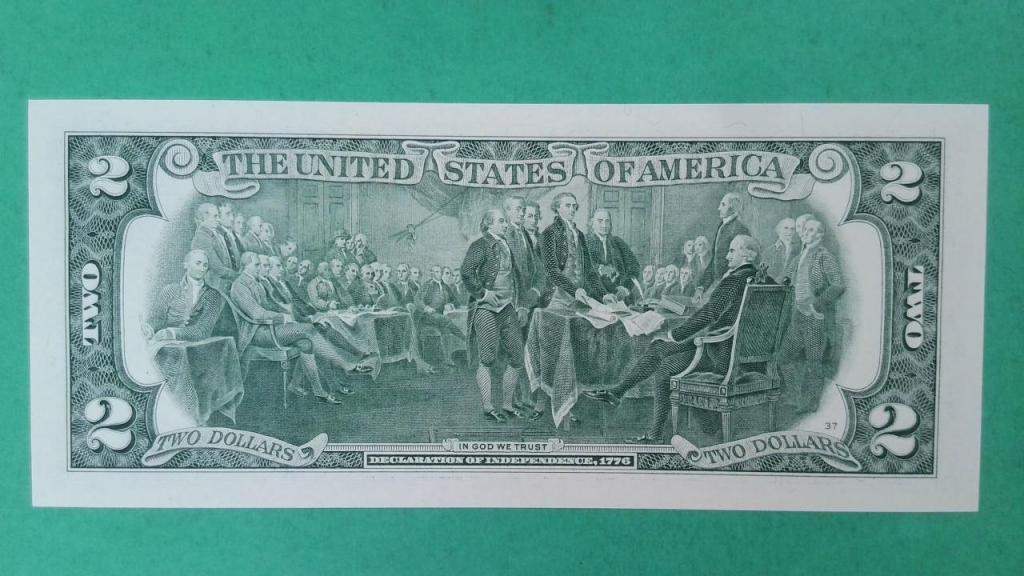 2 THE UNITED STATES OF AMERICA 2
TWO TWO
37
2 TWO DOLLARS IN GOD WE TRUST TWO DOLLARS 2
DECLARATION OF INDEPENDENCE, 1776